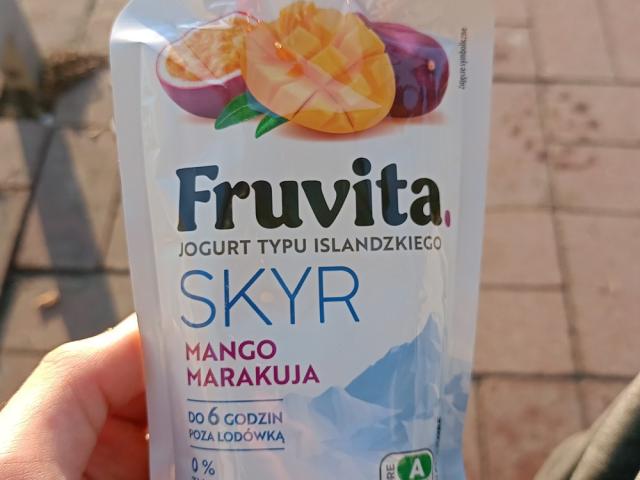 Fruvita.
JOGURT TYPU ISLANDZKIEGO
SKYR
MANGO
MARAKUJA
DO 6 GODZIN
POZA LODÓWKĄ
0 %
A